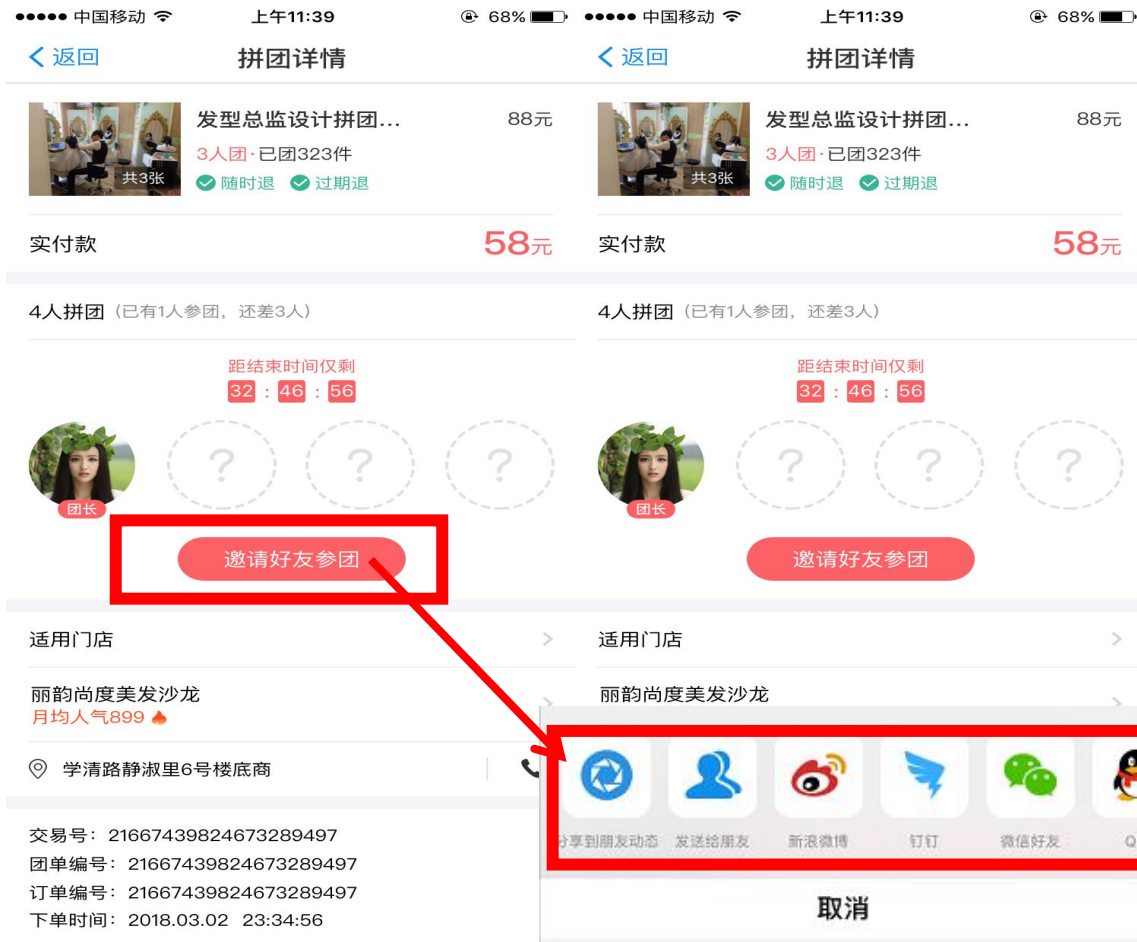 中国移动 上午11:39 68%
返回 拼团详情
发型总监设计拼团... 88元
3人团·已团323件
共3张
随时退 过期退
实付款 58元
4人拼团（已有1人参团，还差3人）
距结束时间仅剩
32 : 46 : 56
? ? ?
团长
邀请好友参团
适用门店
丽韵尚度美发沙龙
月均人气899
学清路静淑里6号楼底商
交易号：21667439824673289497
团单编号：21667439824673289497
订单编号：21667439824673289497
下单时间：2018.03.02 23:34:56
中国移动 上午11:39 68%
返回 拼团详情
发型总监设计拼团... 88元
3人团·已团323件
共3张
随时退 过期退
实付款 58元
4人拼团（已有1人参团，还差3人）
距结束时间仅剩
32 : 46 : 56
? ? ?
团长
邀请好友参团
适用门店
丽韵尚度美发沙龙
分享到朋友动态 发送给朋友 新浪微博 钉钉 微信好友 Q
取消